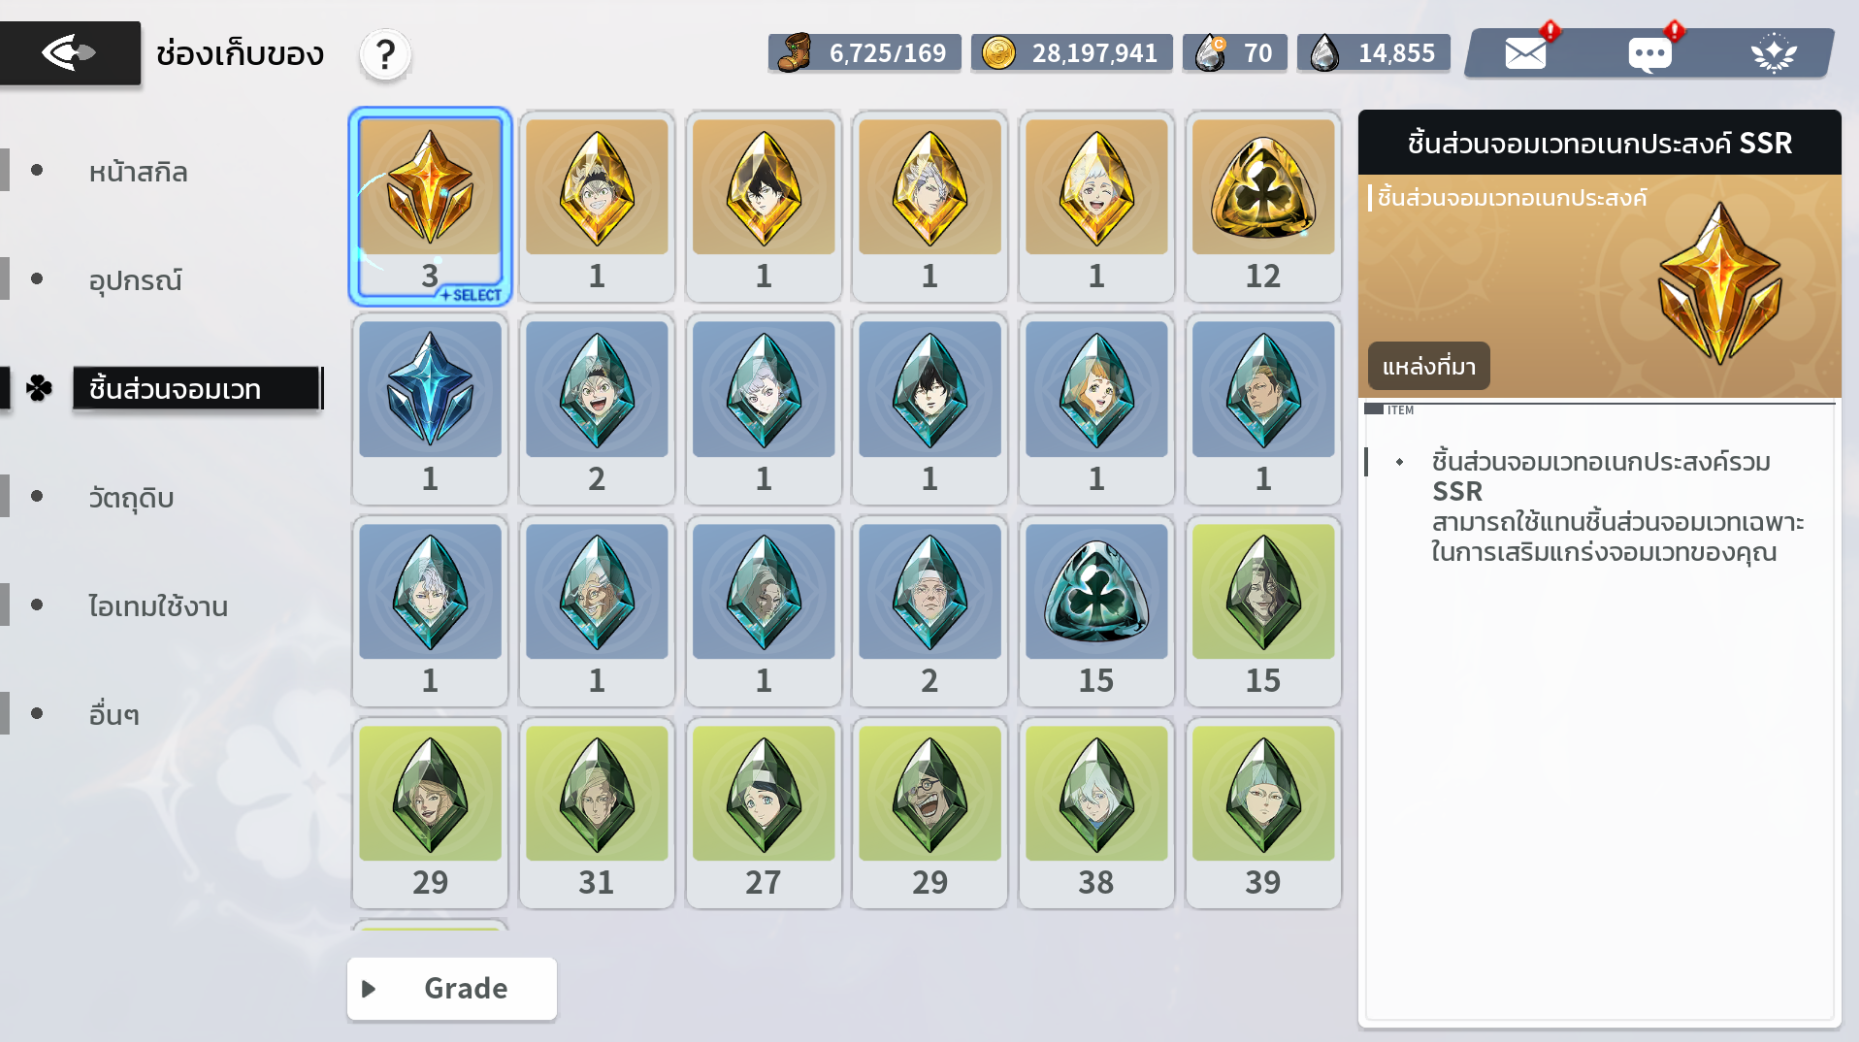 ช่องเก็บของ
?
6,725/169
28,197,941
70
14,855
หน้าสกิล
อุปกรณ์
ชิ้นส่วนจอมเวท
วัตถุดิบ
ไอเทมใช้งาน
อื่นๆ
3
SELECT
1
1
1
1
12
1
2
1
1
1
1
1
1
1
2
15
15
29
31
27
29
38
39
Grade
ชิ้นส่วนจอมเวทอเนกประสงค์ SSR
ชิ้นส่วนจอมเวทอเนกประสงค์
แหล่งที่มา
ITEM
ชิ้นส่วนจอมเวทอเนกประสงค์รวม
SSR
สามารถใช้แทนชิ้นส่วนจอมเวทเฉพาะ
ในการเสริมแกร่งจอมเวทของคุณ